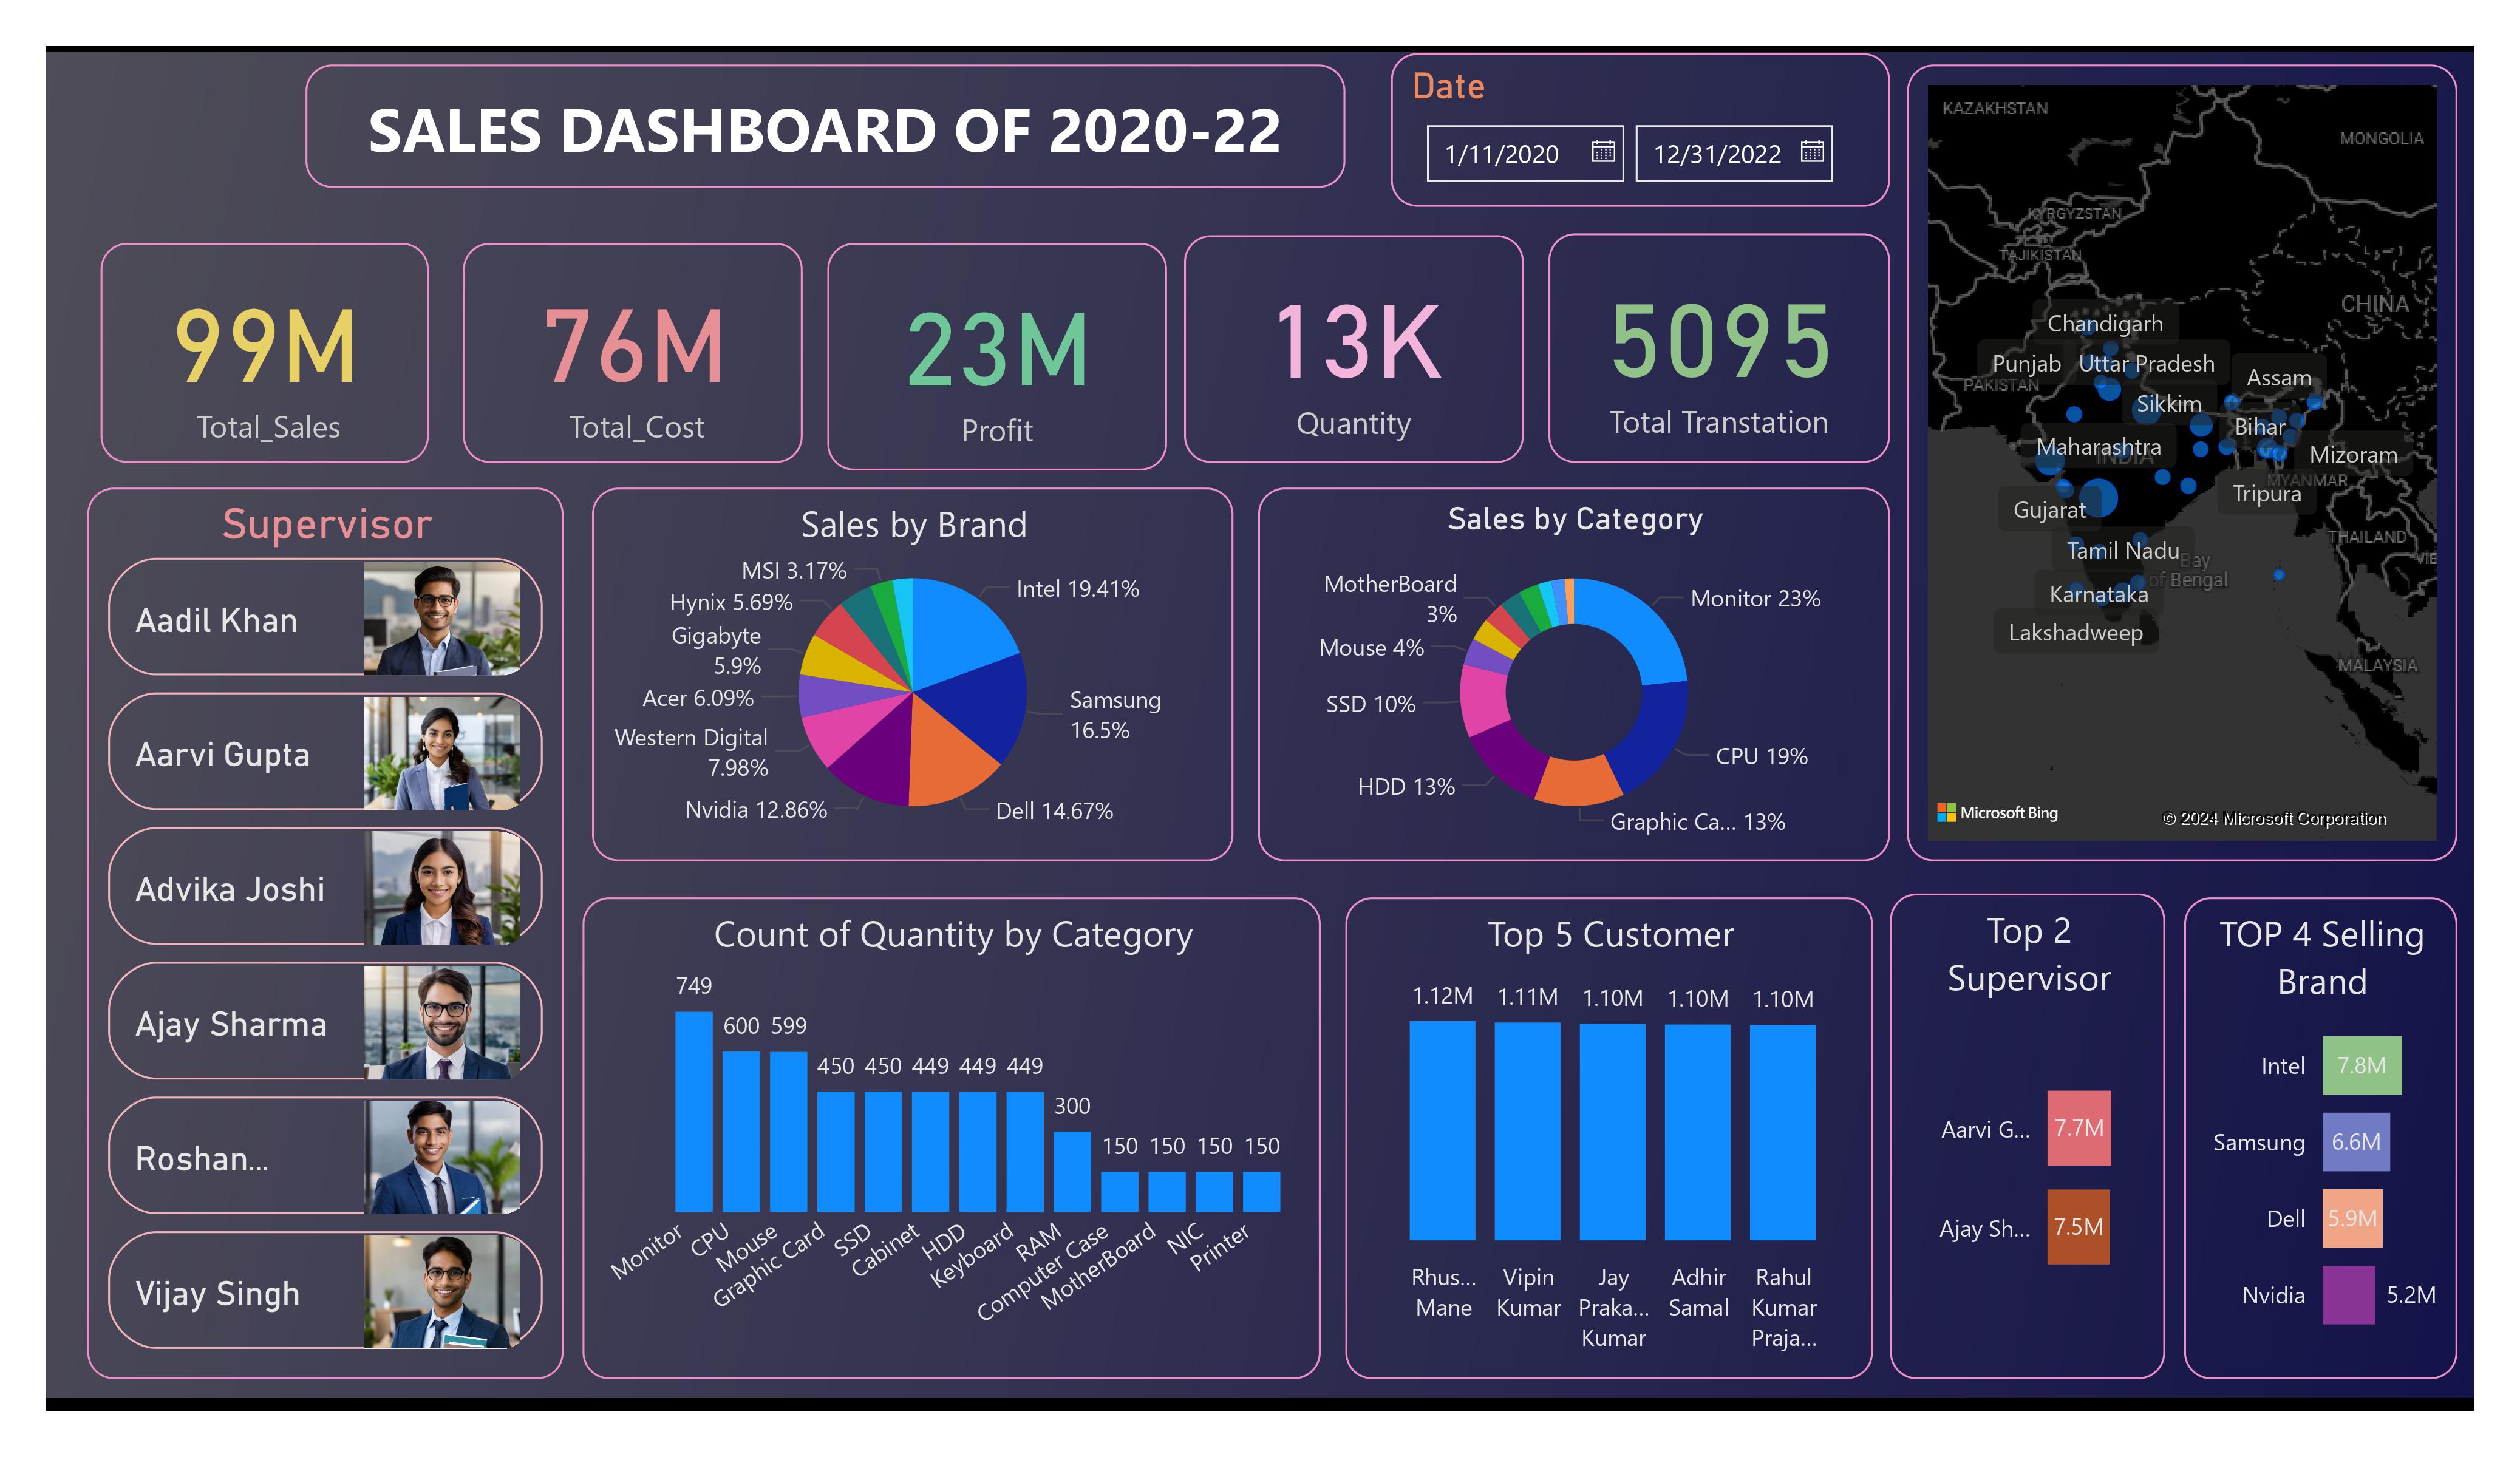 SALES DASHBOARD OF 2020-22
Date
1/11/2020
12/31/2022
99M
Total_Sales
76M
Total_Cost
23M
Profit
13K
Quantity
5095
Total Transtation
KAZAKHSTAN
MONGOLIA
KYRGYZSTAN
TAJIKISTAN
CHINA
Chandigarh
Punjab
Uttar Pradesh
PAKISTAN
Assam
Sikkim
Bihar
Maharashtra
INDIA
Mizoram
MYANMAR
Tripura
Gujarat
THAILAND
Tamil Nadu
VIE
Bay
of Bengal
Karnataka
Lakshadweep
MALAYSIA
Microsoft Bing
© 2024 Microsoft Corporation
Supervisor
Aadil Khan
Aarvi Gupta
Advika Joshi
Ajay Sharma
Roshan...
Vijay Singh
Sales by Brand
MSI 3.17%
Hynix 5.69%
Gigabyte
5.9%
Acer 6.09%
Western Digital
7.98%
Nvidia 12.86%
Intel 19.41%
Samsung
16.5%
Dell 14.67%
Sales by Category
MotherBoard
3%
Mouse 4%
SSD 10%
HDD 13%
Monitor 23%
CPU 19%
Graphic Ca... 13%
Count of Quantity by Category
749
600
599
450
450
449
449
449
300
150
150
150
150
Monitor
CPU
Mouse
Graphic Card
SSD
Cabinet
HDD
Keyboard
RAM
Computer Case
MotherBoard
NIC
Printer
Top 5 Customer
1.12M
1.11M
1.10M
1.10M
1.10M
Rhus...
Mane
Vipin
Kumar
Jay
Praka...
Kumar
Adhir
Samal
Rahul
Kumar
Praja...
Top 2
Supervisor
Aarvi G...
7.7M
Ajay Sh...
7.5M
TOP 4 Selling
Brand
Intel
7.8M
Samsung
6.6M
Dell
5.9M
Nvidia
5.2M